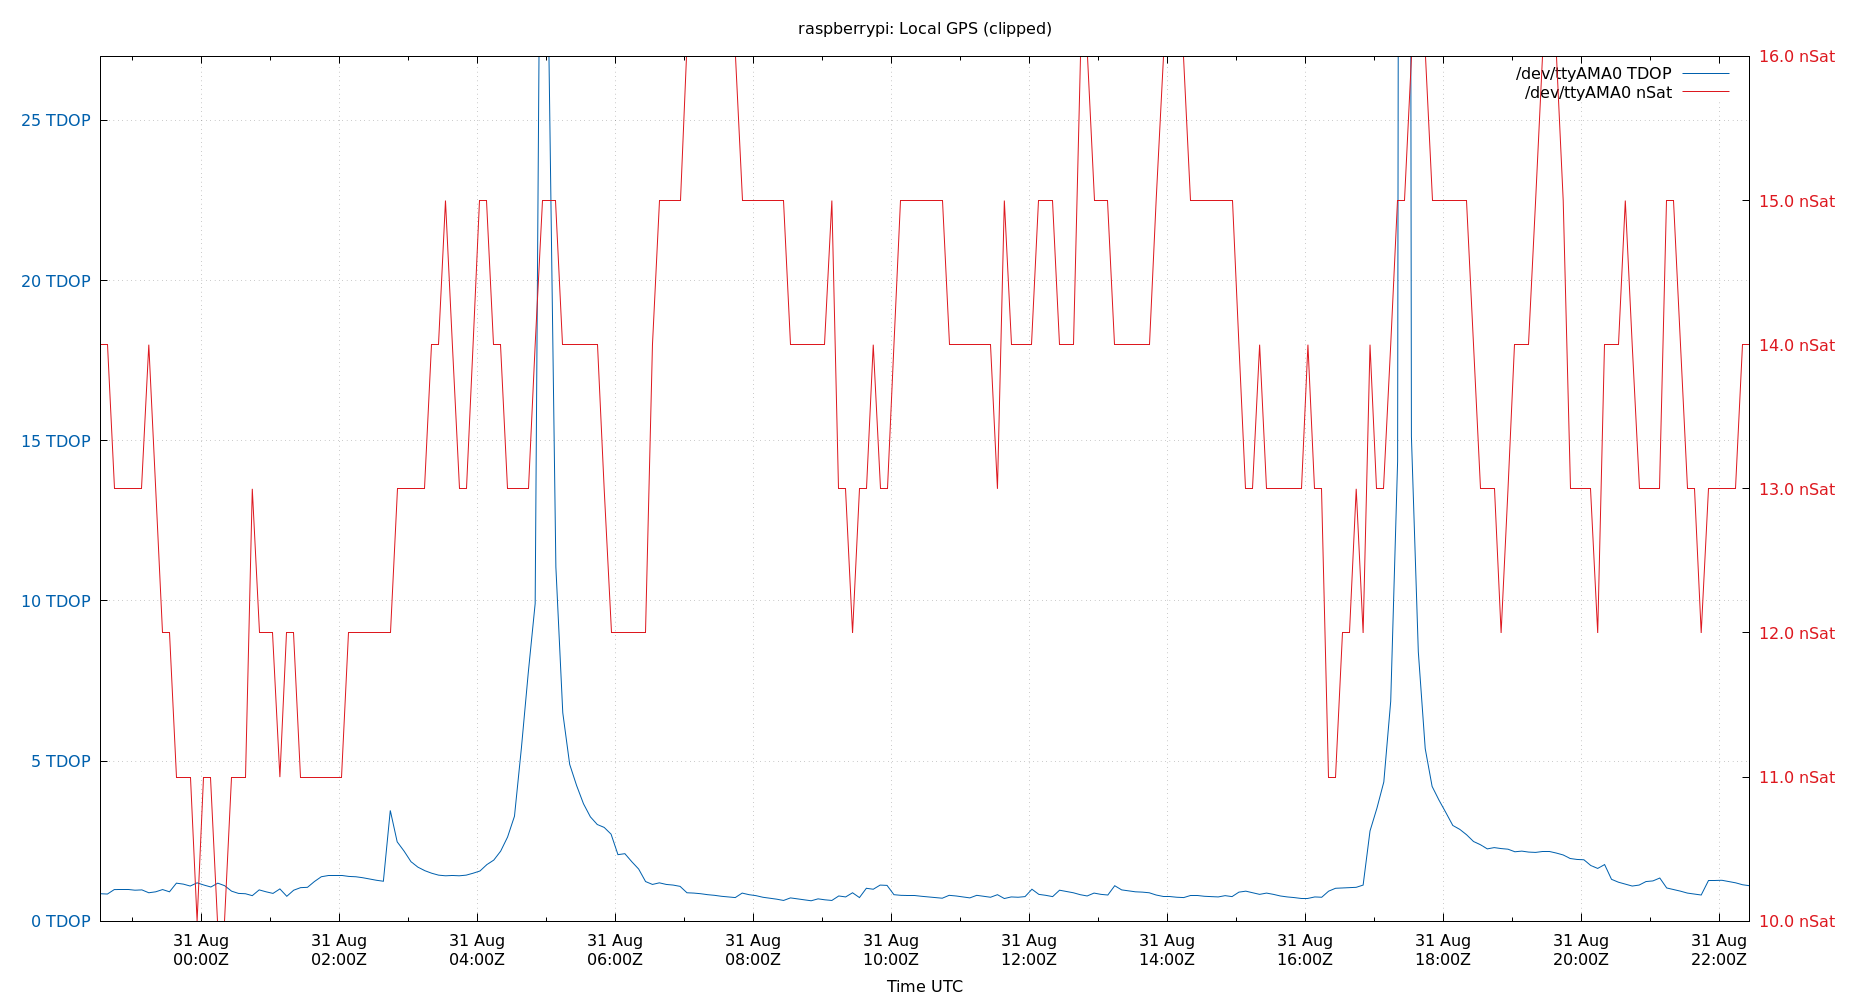 raspberrypi: Local GPS (clipped)
/dev/ttyAMA0 TDOP
/dev/ttyAMA0 nSat
25 TDOP
20 TDOP
15 TDOP
10 TDOP
5 TDOP
0 TDOP
16.0 nSat
15.0 nSat
14.0 nSat
13.0 nSat
12.0 nSat
11.0 nSat
10.0 nSat
31 Aug 31 Aug 31 Aug 31 Aug 31 Aug 31 Aug 31 Aug 31 Aug 31 Aug 31 Aug 31 Aug 31 Aug
00:00Z 02:00Z 04:00Z 06:00Z 08:00Z 10:00Z 12:00Z 14:00Z 16:00Z 18:00Z 20:00Z 22:00Z
Time UTC